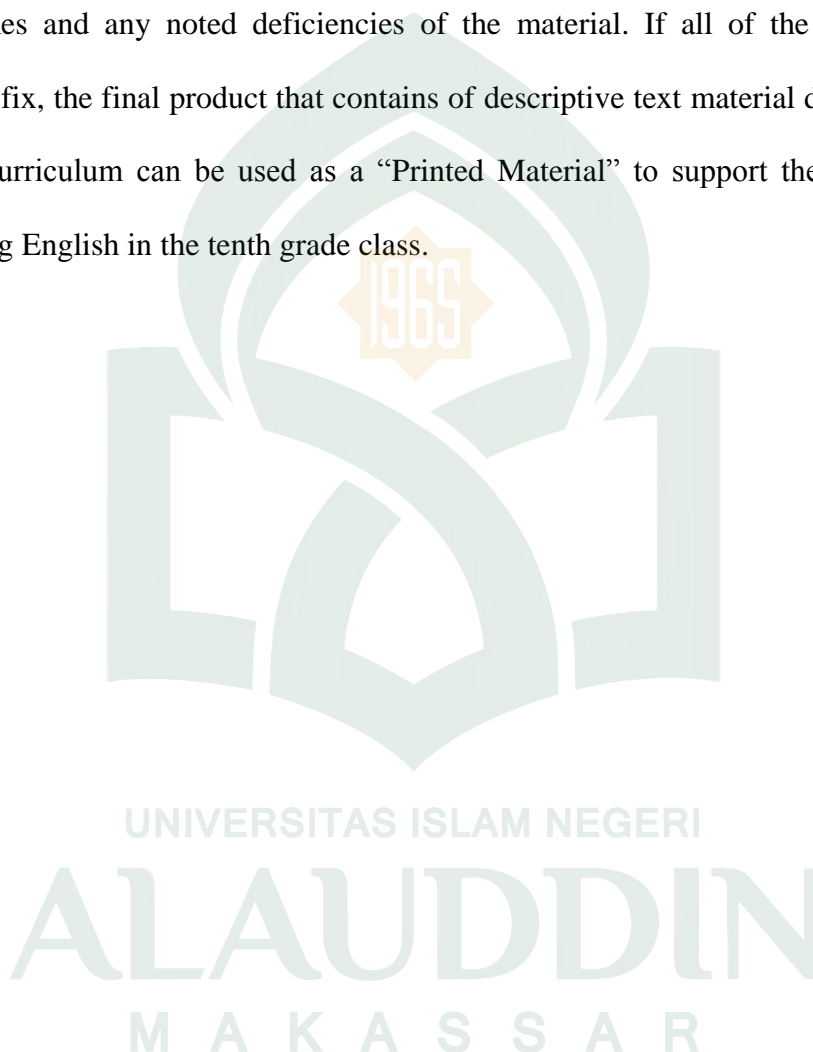 es and any noted deficiencies of the material. If all of the
fix, the final product that contains of descriptive text material
urriculum can be used as a “Printed Material” to support the
g English in the tenth grade class.
1965
UNIVERSITAS ISLAM NEGERI
ALAUDDIN
M A K A S S A R